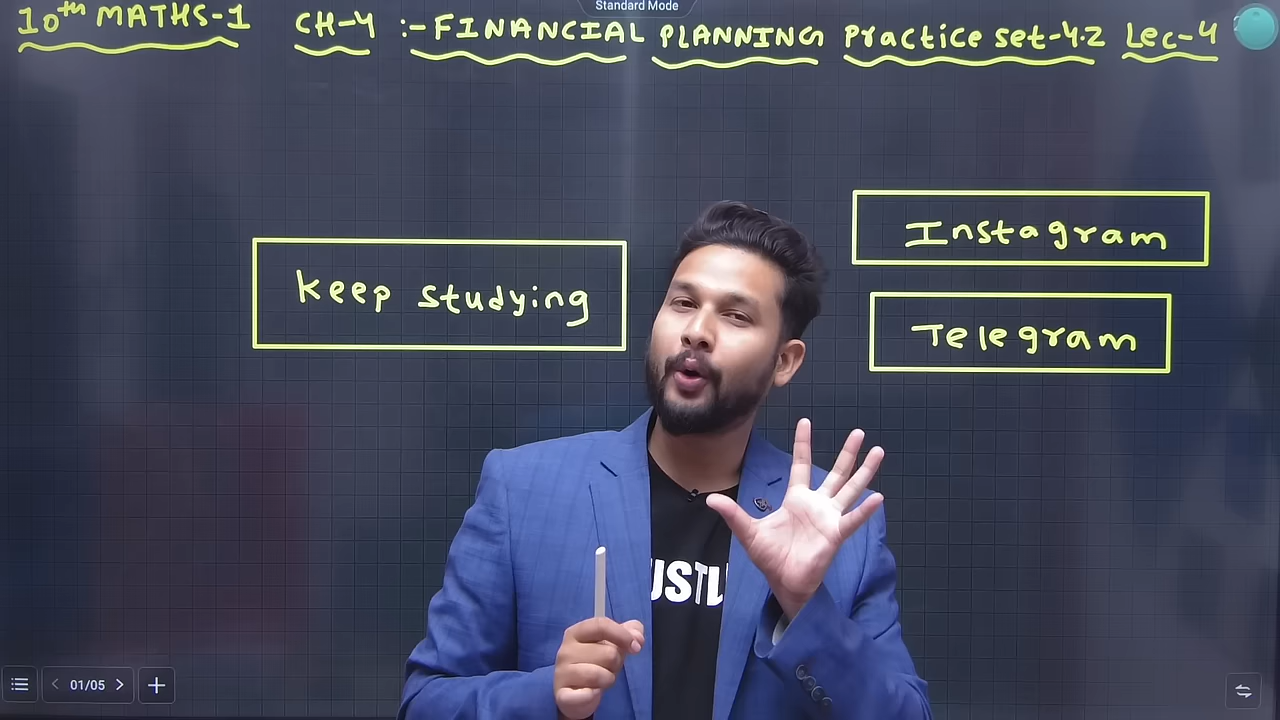 Standard Mode
10th MATHS-1 CH-4 :- FINANCIAL PLANNING Practice set-4.2 Lec-4
Instagram
keep studying
Telegram
USTL
01/05